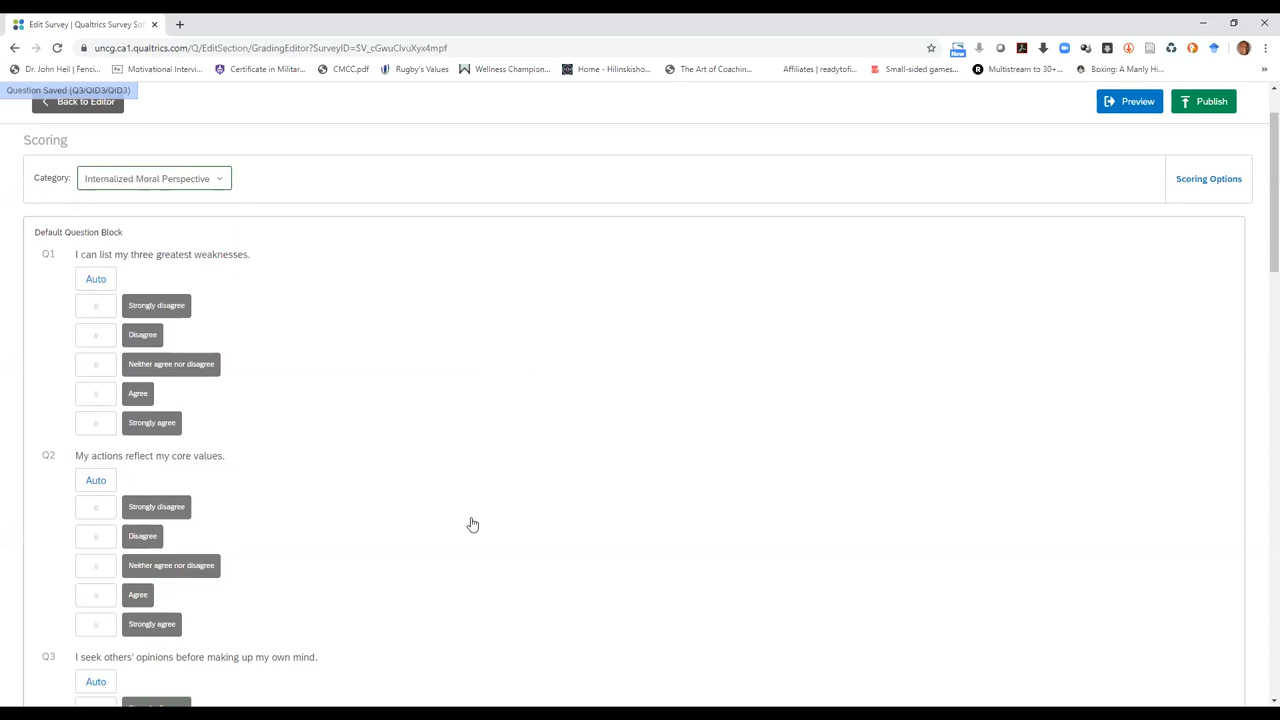 Edit Survey | Qualtrics Survey Sof
uncg.ca1.qualtrics.com/Q/EditSection/GradingEditor?SurveyID=SV_cGwuClvuXyx4mpf
New
Dr. John Heil | Fenci...
Motivational Intervi...
Certificate in Militar...
CMCC.pdf
Rugby's Values
Wellness Champion...
Home - Hilinskisho...
The Art of Coachin...
Affiliates | readytofi...
Small-sided games...
Multistream to 30+...
Boxing: A Manly Hi...
Question Saved (Q3/QID3/QID3)
Back to Editor
Preview
Publish
Scoring
Category:
Internalized Moral Perspective
Scoring Options
Default Question Block
Q1 I can list my three greatest weaknesses.
Auto
# Strongly disagree
# Disagree
# Neither agree nor disagree
# Agree
# Strongly agree
Q2 My actions reflect my core values.
Auto
# Strongly disagree
# Disagree
# Neither agree nor disagree
# Agree
# Strongly agree
Q3 I seek others' opinions before making up my own mind.
Auto